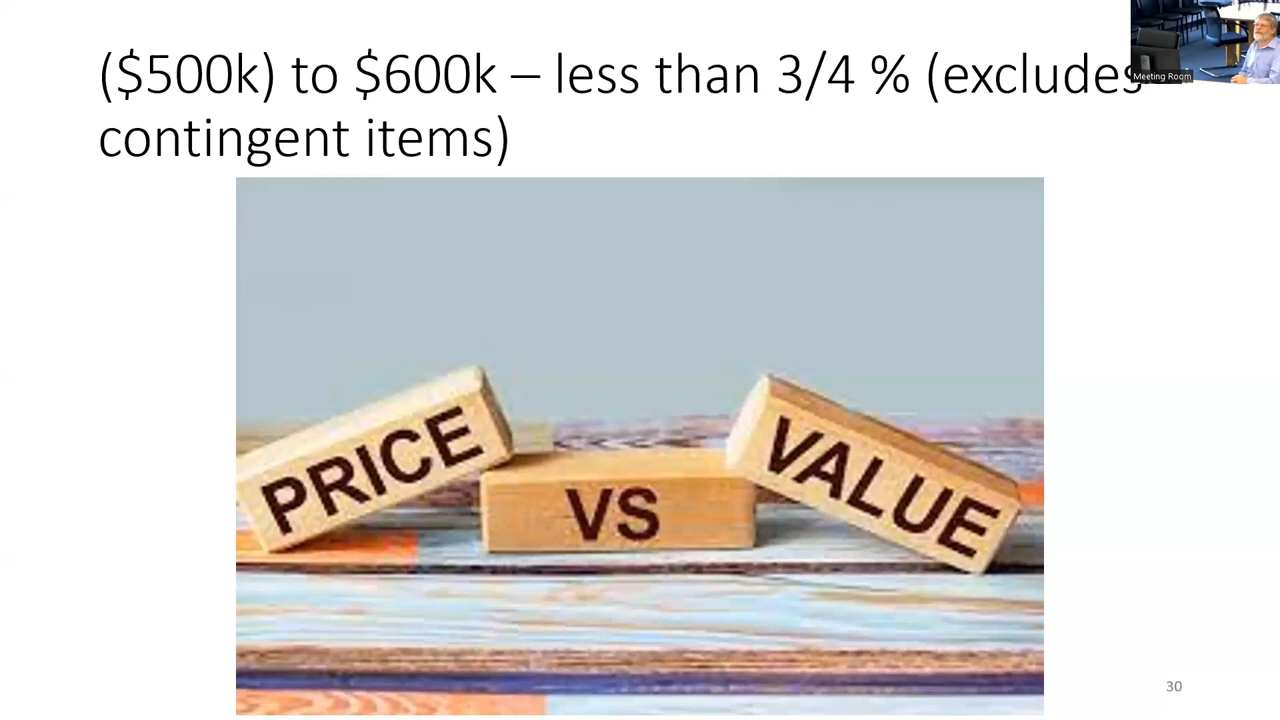 ($500k) to $600k – less than 3/4 % (excludes
contingent items)
Meeting Room
PRICE
VS
VALUE
30